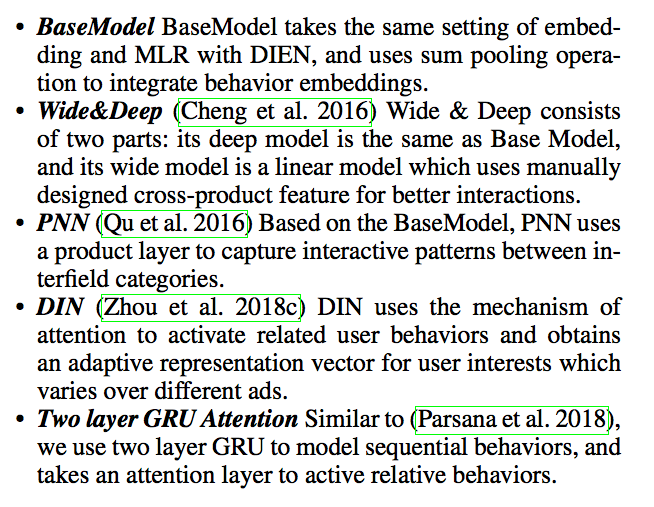 • BaseModel BaseModel takes the same setting of embed-
ding and MLR with DIEN, and uses sum pooling opera-
tion to integrate behavior embeddings.
• Wide&Deep (Cheng et al. 2016) Wide & Deep consists
of two parts: its deep model is the same as Base Model,
and its wide model is a linear model which uses manually
designed cross-product feature for better interactions.
• PNN (Qu et al. 2016) Based on the BaseModel, PNN uses
a product layer to capture interactive patterns between in-
terfield categories.
• DIN (Zhou et al. 2018c) DIN uses the mechanism of
attention to activate related user behaviors and obtains
an adaptive representation vector for user interests which
varies over different ads.
• Two layer GRU Attention Similar to (Parsana et al. 2018),
we use two layer GRU to model sequential behaviors, and
takes an attention layer to active relative behaviors.